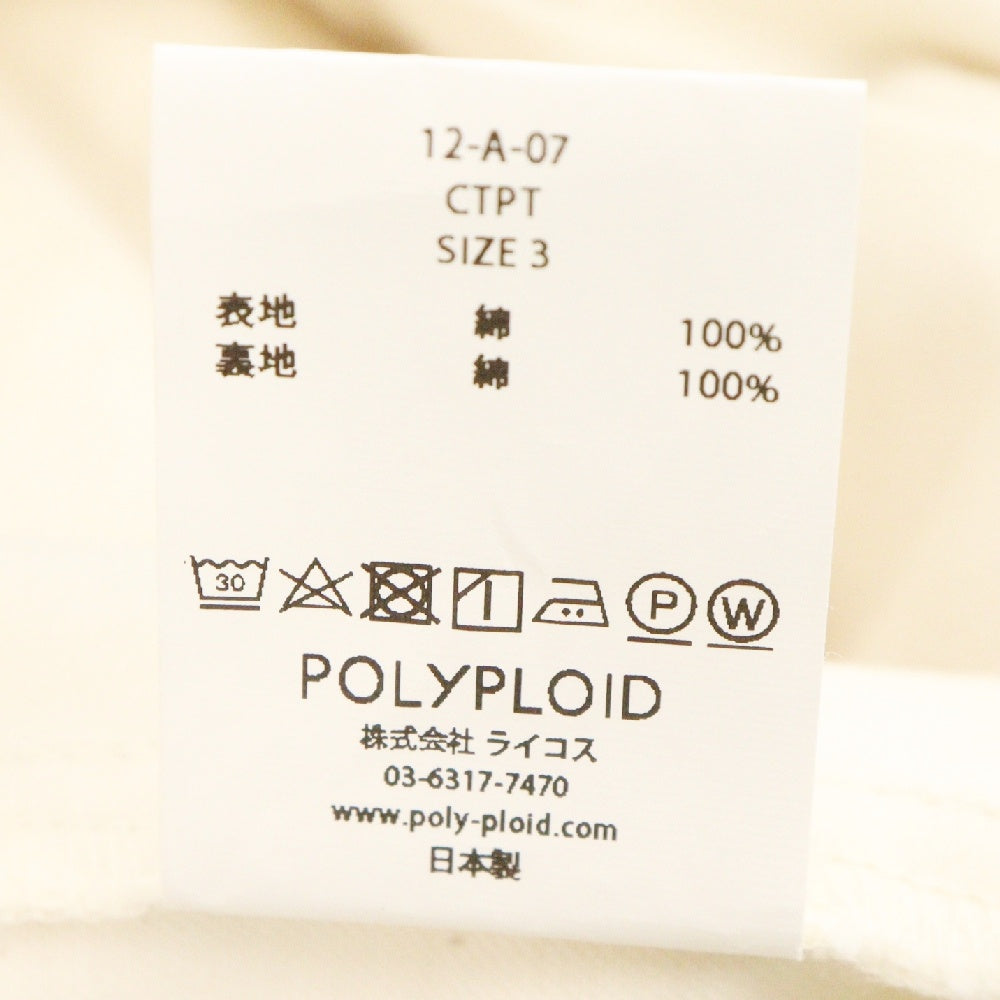 12-A-07
CTPT
SIZE 3
表地 綿 100%
裏地 綿 100%
30 P W
POLYPLOID
株式会社 ライコス
03-6317-7470
www.poly-ploid.com
日本製